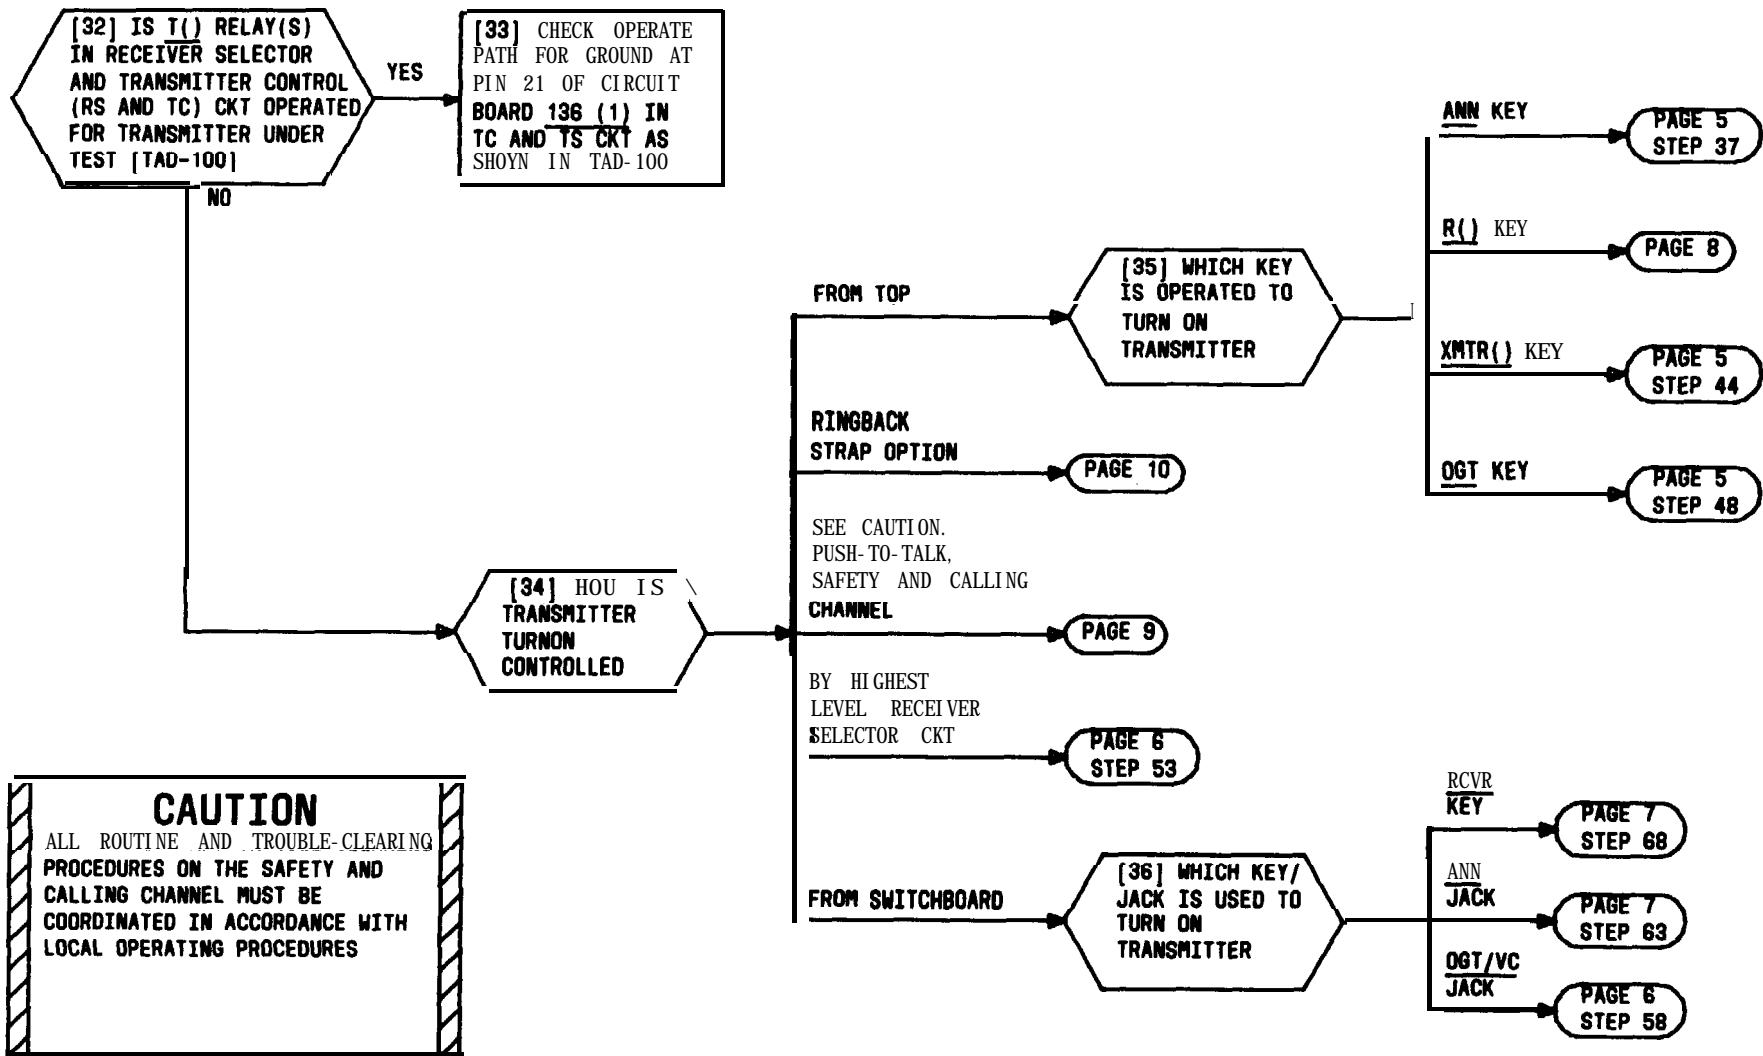 [32] IS T() RELAY(S)
IN RECEIVER SELECTOR
AND TRANSMITTER CONTROL
(RS AND TC) CKT OPERATED
FOR TRANSMITTER UNDER
TEST [TAD-100]
YES
NO
[33] CHECK OPERATE
PATH FOR GROUND AT
PIN 21 OF CIRCUIT
BOARD 136 (1) IN
TC AND TS CKT AS
SHOYN IN TAD-100
[34] HOU IS
TRANSMITTER
TURNON
CONTROLLED
FROM TOP
[35] WHICH KEY
IS OPERATED TO
TURN ON
TRANSMITTER
ANN KEY
PAGE 5
STEP 37
R() KEY
PAGE 8
XMTR() KEY
PAGE 5
STEP 44
OGT KEY
PAGE 5
STEP 48
RINGBACK
STRAP OPTION
PAGE 10
SEE CAUTION.
PUSH-TO-TALK,
SAFETY AND CALLING
CHANNEL
PAGE 9
BY HIGHEST
LEVEL RECEIVER
SELECTOR CKT
PAGE 6
STEP 53
FROM SWITCHBOARD
[36] WHICH KEY/
JACK IS USED TO
TURN ON
TRANSMITTER
RCVR
KEY
PAGE 7
STEP 68
ANN
JACK
PAGE 7
STEP 63
OGT/VC
JACK
PAGE 6
STEP 58
CAUTION
ALL ROUTINE AND TROUBLE-CLEARING
PROCEDURES ON THE SAFETY AND
CALLING CHANNEL MUST BE
COORDINATED IN ACCORDANCE WITH
LOCAL OPERATING PROCEDURES